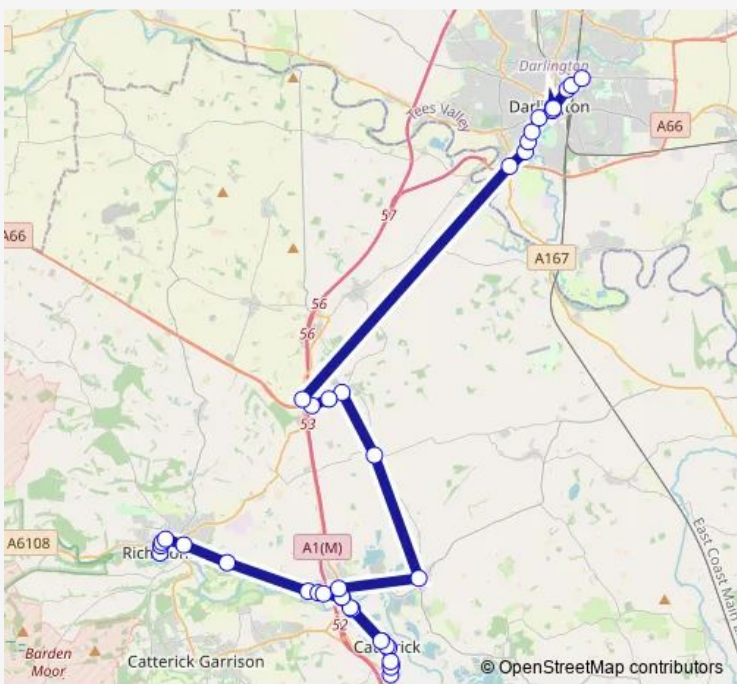 Darlington
Darlington
Tees Valley
A66
57
A66
A167
56
56
53
A6108
Richmon
A1(M)
52
East Coast Main
Catterick
Barden
Moor
Catterick Garrison
© OpenStreetMap contributors